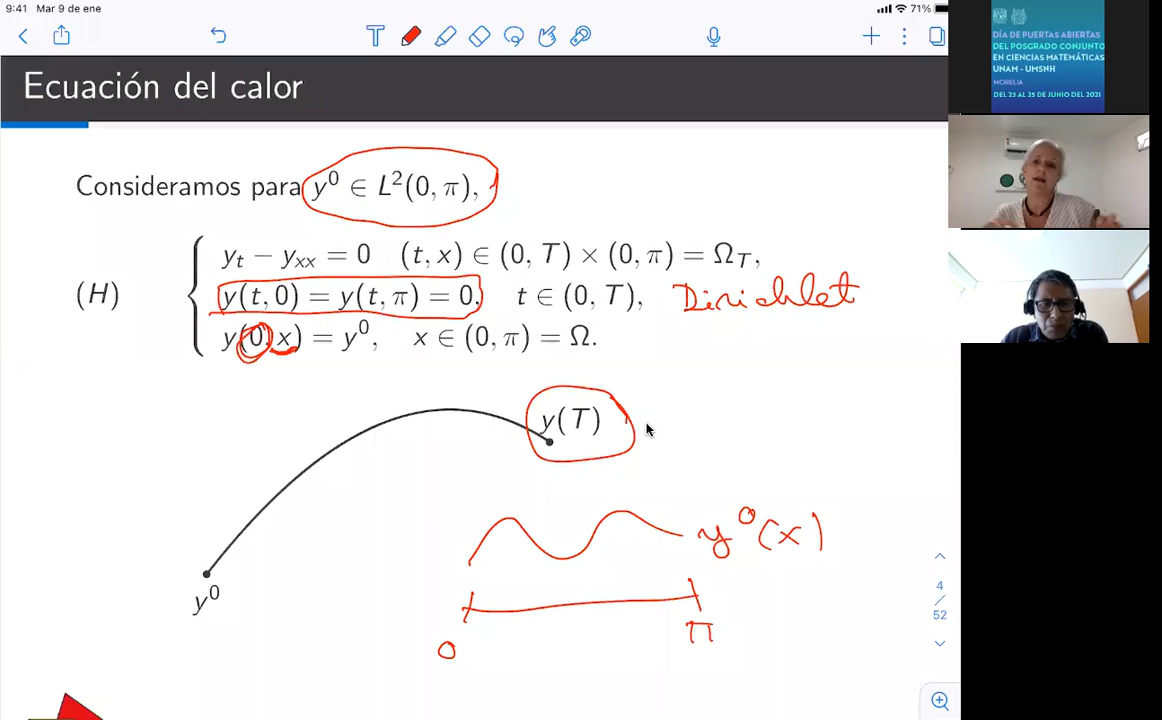 9:41 Mar 9 de ene
71%
Ecuación del calor
Consideramos para y⁰ ∈ L²(0, π),
(H)
y_t − y_xx = 0 (t, x) ∈ (0, T) × (0, π) = Ω_T,
y(t, 0) = y(t, π) = 0, t ∈ (0, T), Dirichlet
y(0, x) = y⁰, x ∈ (0, π) = Ω.
y(T)
y⁰
y⁰(x)
0
π
4
/
52
DÍA DE PUERTAS ABIERTAS
DEL POSGRADO CONJUNTO
EN CIENCIAS MATEMÁTICAS
UNAM - UMSNH
MORELIA
DEL 23 AL 25 DE JUNIO DEL 2021